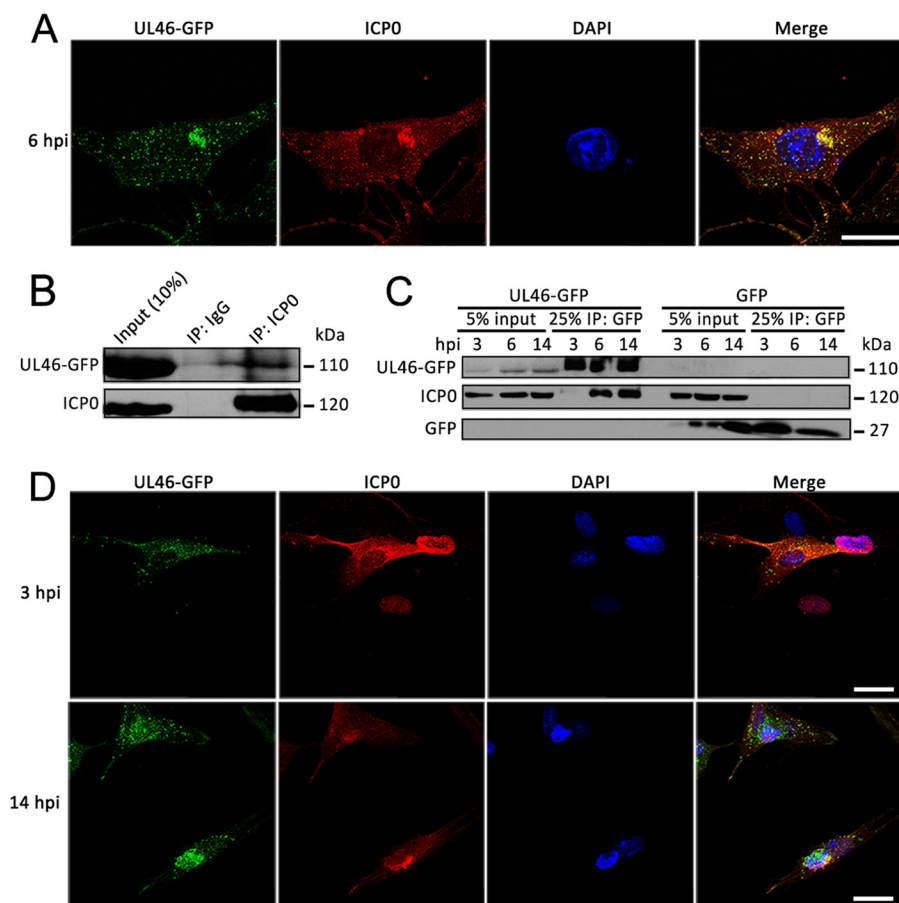 A
UL46-GFP ICP0 DAPI Merge
6 hpi
B
Input (10%) IP: IgG IP: ICP0 kDa
UL46-GFP 110
ICP0 120
C
UL46-GFP GFP
5% input 25% IP: GFP 5% input 25% IP: GFP
hpi 3 6 14 3 6 14 3 6 14 3 6 14 kDa
UL46-GFP 110
ICP0 120
GFP 27
D
UL46-GFP ICP0 DAPI Merge
3 hpi
14 hpi